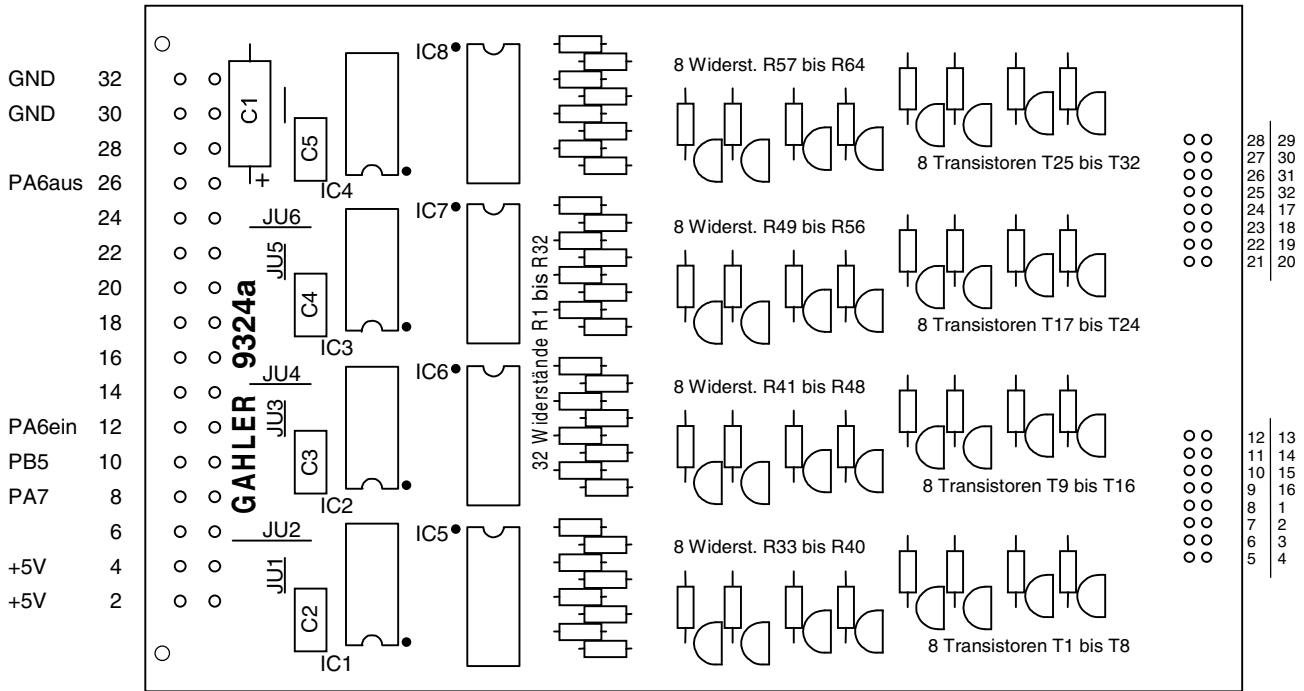 GND 32
GND 30
28
PA6aus 26
24
22
20
18
16
14
PA6ein 12
PB5 10
PA7 8
6
+5V 4
+5V 2
C1
+
C5
IC4
IC8
JU6
JU5
C4
IC3
IC7
GAHLER 9324a
JU4
JU3
C3
IC2
IC6
JU2
JU1
C2
IC1
IC5
32 Widerstände R1 bis R32
8 Widerst. R57 bis R64
8 Transistoren T25 bis T32
8 Widerst. R49 bis R56
8 Transistoren T17 bis T24
8 Widerst. R41 bis R48
8 Transistoren T9 bis T16
8 Widerst. R33 bis R40
8 Transistoren T1 bis T8
28 29
27 30
26 31
25 32
24 17
23 18
22 19
21 20
12 13
11 14
10 15
9 16
8 1
7 2
6 3
5 4